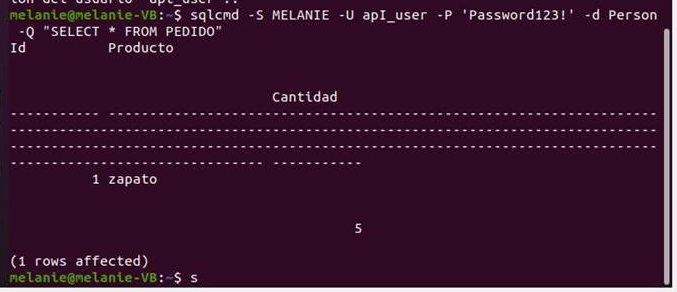 melanie@melanie-VB:~$ sqlcmd -S MELANIE -U apI_user -P 'Password123!' -d Person
-Q "SELECT * FROM PEDIDO"
Id Producto
Cantidad
----------- --------------------------------------------------------------------
--------------------------------------------------------------------------------
--------------------------------------------------------------------------------
------------------------------- -----------
1 zapato
5
(1 rows affected)
melanie@melanie-VB:~$ s